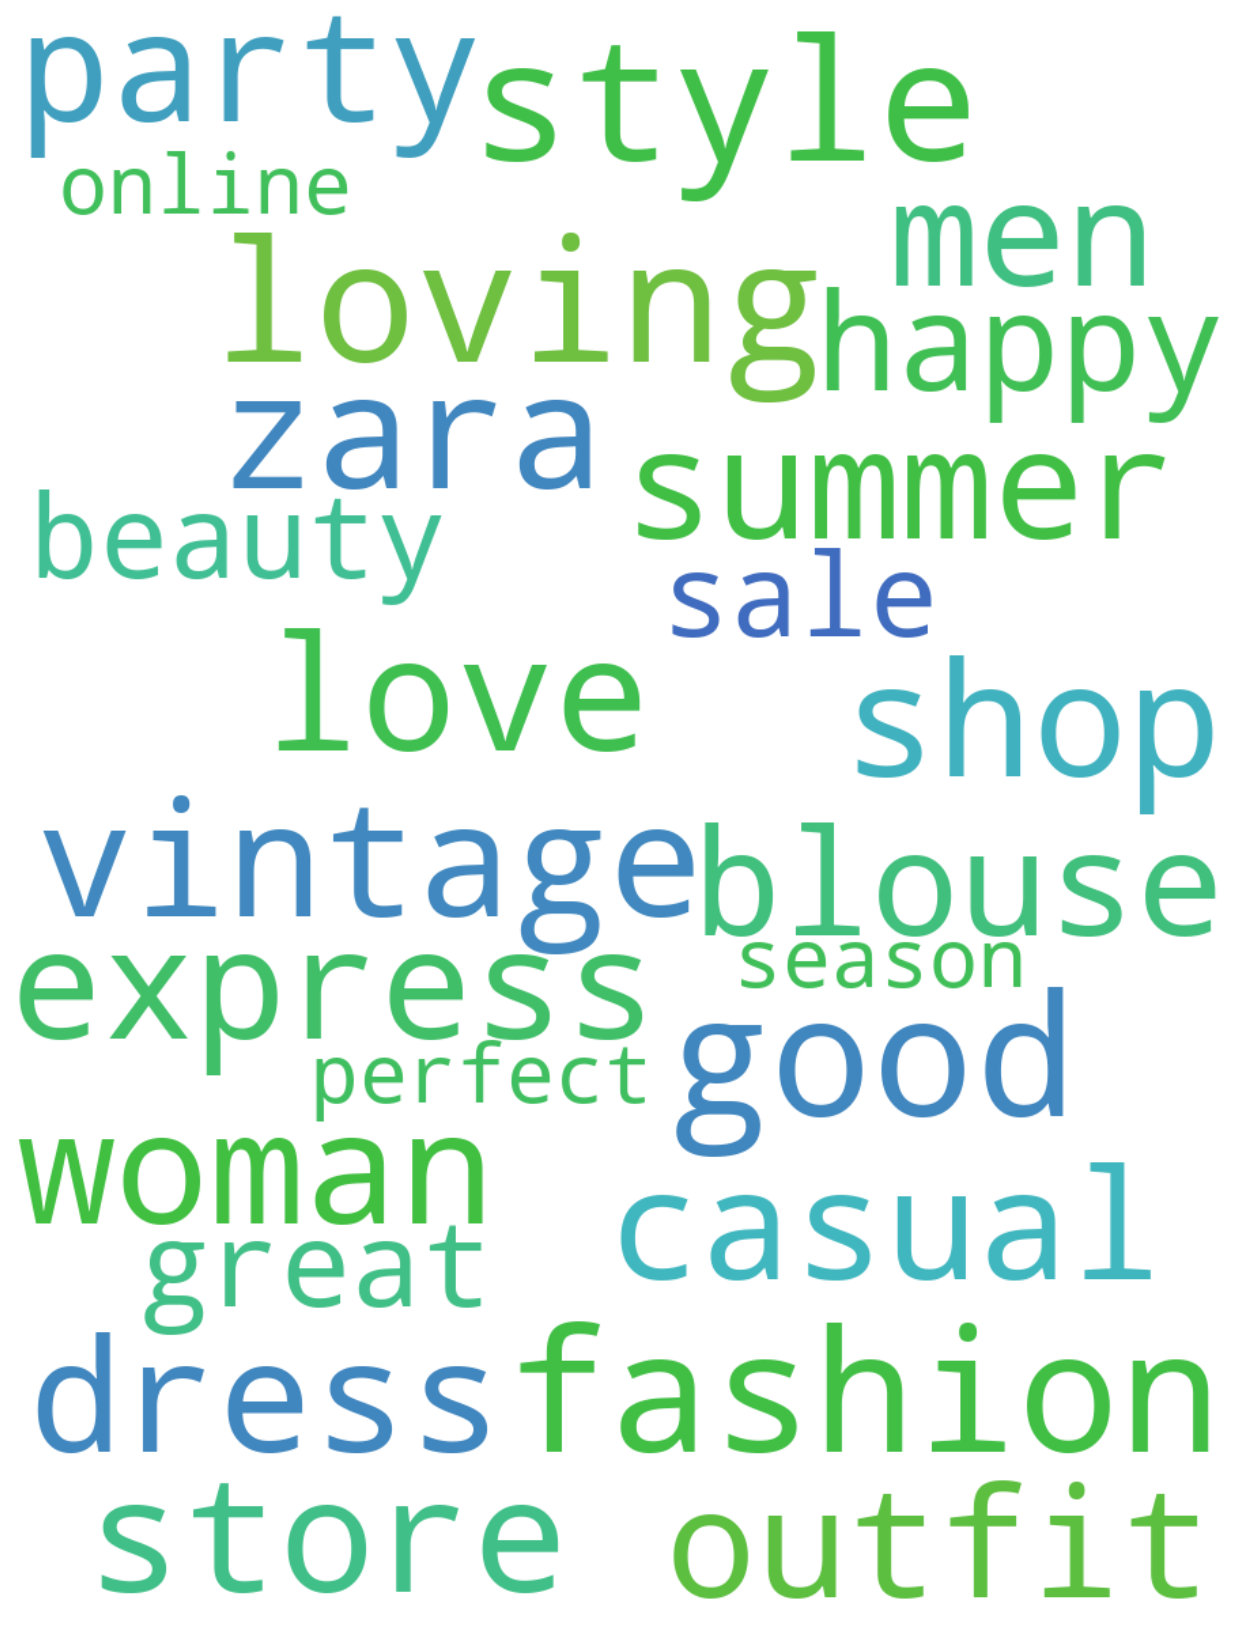 party style
online
men
loving happy
zara summer
beauty
sale
love shop
vintage blouse
express season
perfect good
woman casual
great
dress fashion
store outfit